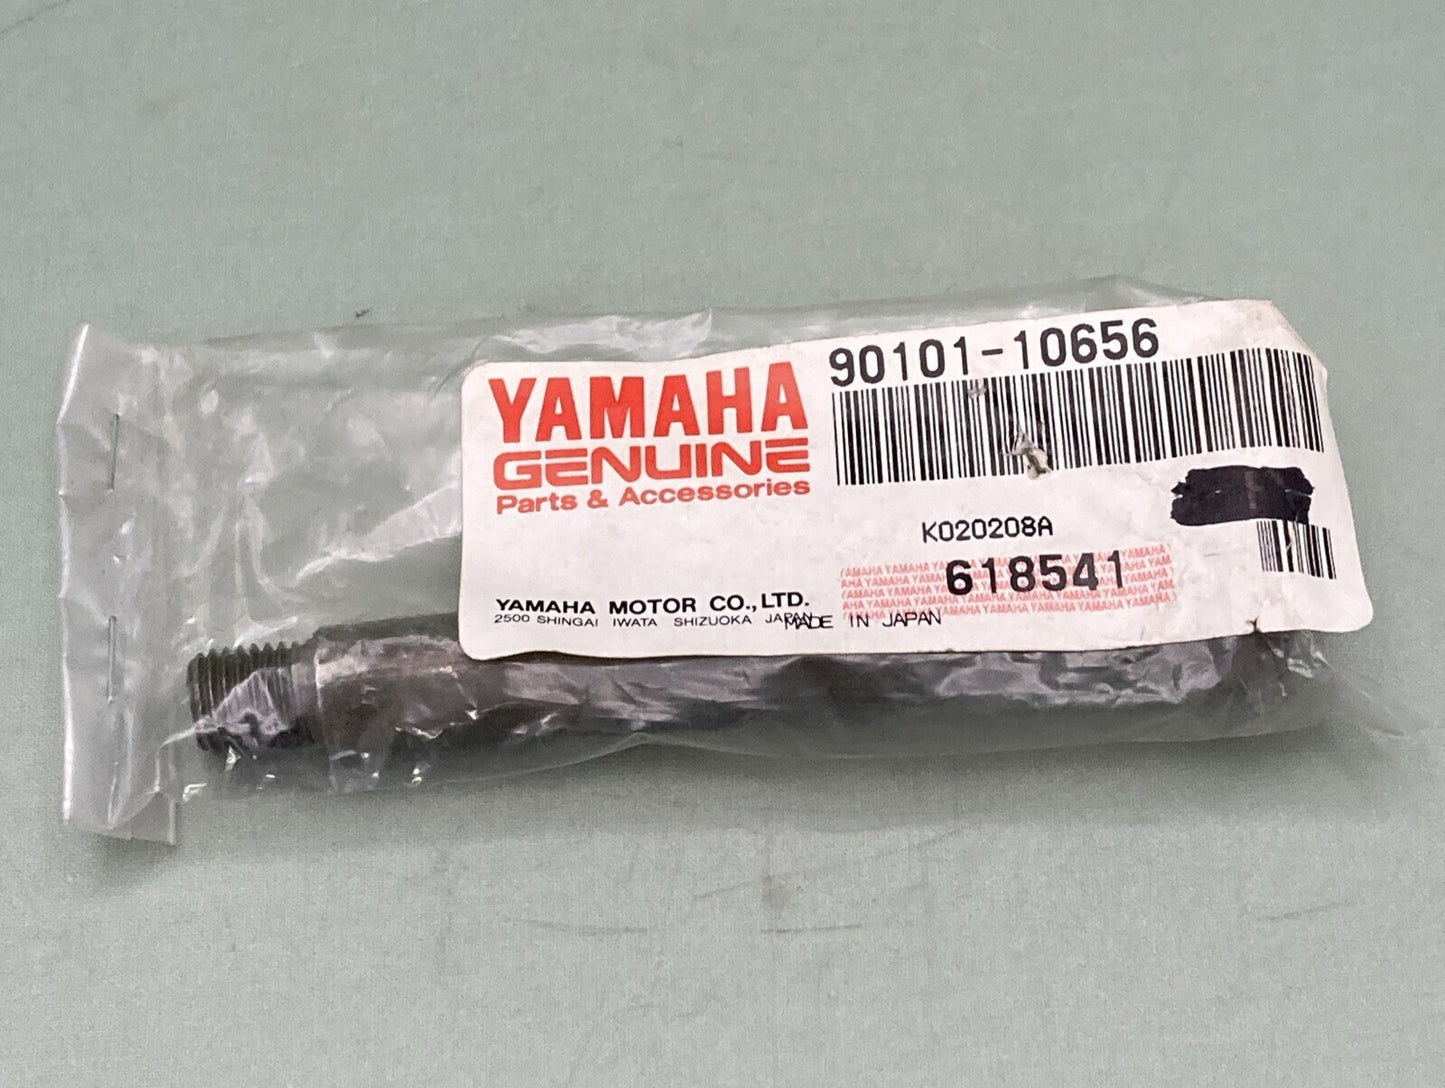 YAMAHA
GENUINE
Parts & Accessories
90101-10656
K020208A
618541
YAMAHA MOTOR CO., LTD.
2500 SHINGAI IWATA SHIZUOKA JAPAN
MADE IN JAPAN